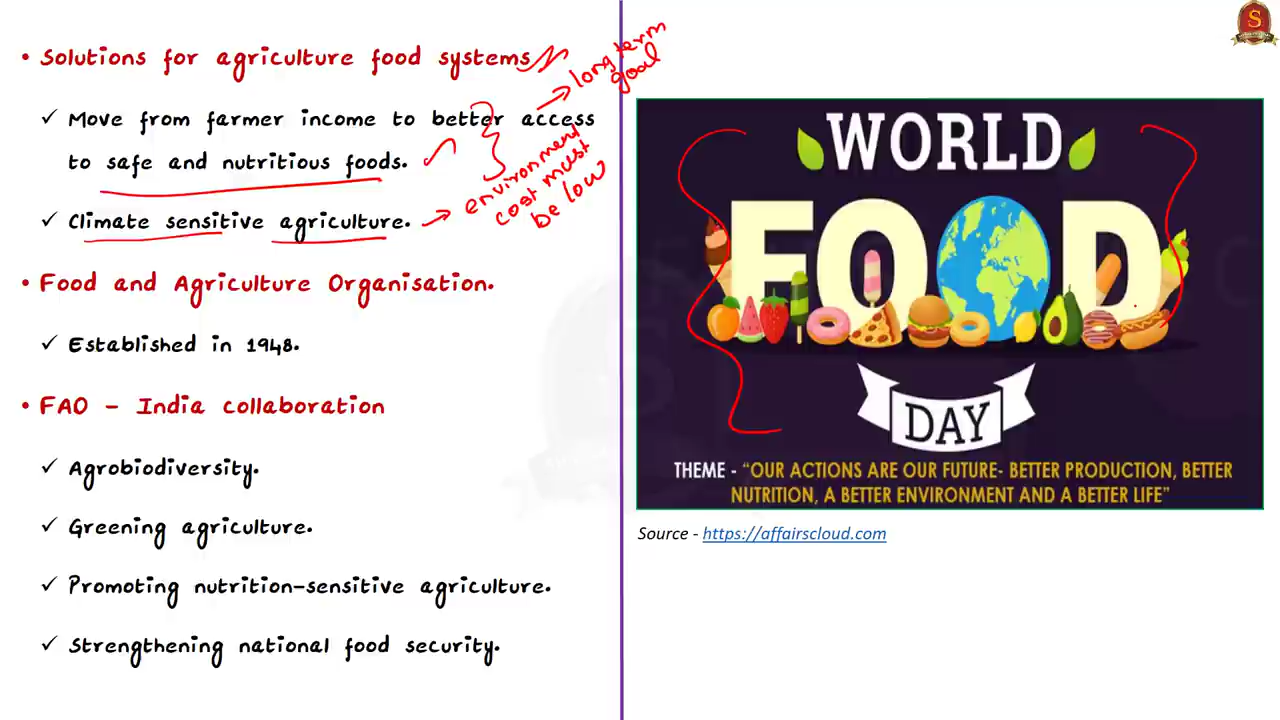 • Solutions for agriculture food systems
long term
goal
✓ Move from farmer income to better access
to safe and nutritious foods.
environment
cost must
be low
✓ Climate sensitive agriculture.
• Food and Agriculture Organisation.
✓ Established in 1948.
• FAO - India collaboration
✓ Agrobiodiversity.
✓ Greening agriculture.
✓ Promoting nutrition-sensitive agriculture.
✓ Strengthening national food security.
S
WORLD
FOOD
DAY
THEME - “OUR ACTIONS ARE OUR FUTURE- BETTER PRODUCTION, BETTER
NUTRITION, A BETTER ENVIRONMENT AND A BETTER LIFE”
Source - https://affairscloud.com